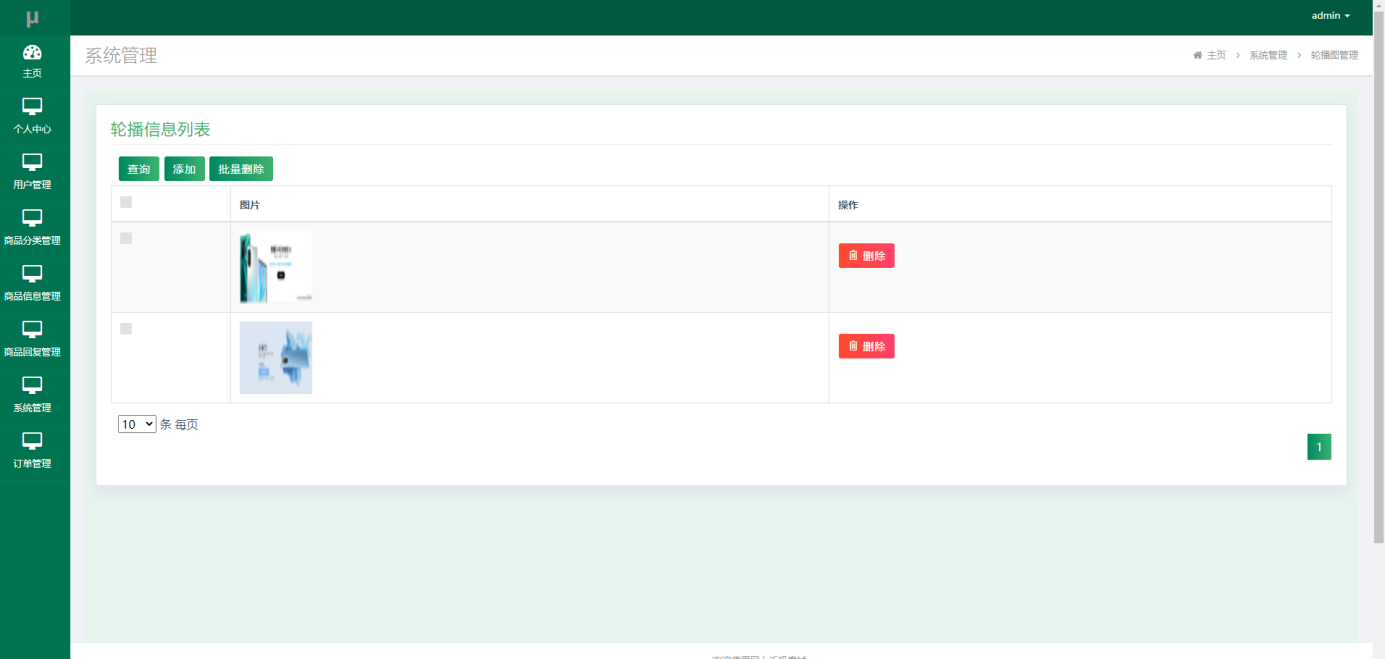 μ
admin
主页
系统管理
主页 > 系统管理 > 轮播图管理
个人中心
用户管理
商品分类管理
商品信息管理
商品回复管理
系统管理
订单管理
轮播信息列表
查询 添加 批量删除
图片 操作
删除
删除
10 条 每页
1